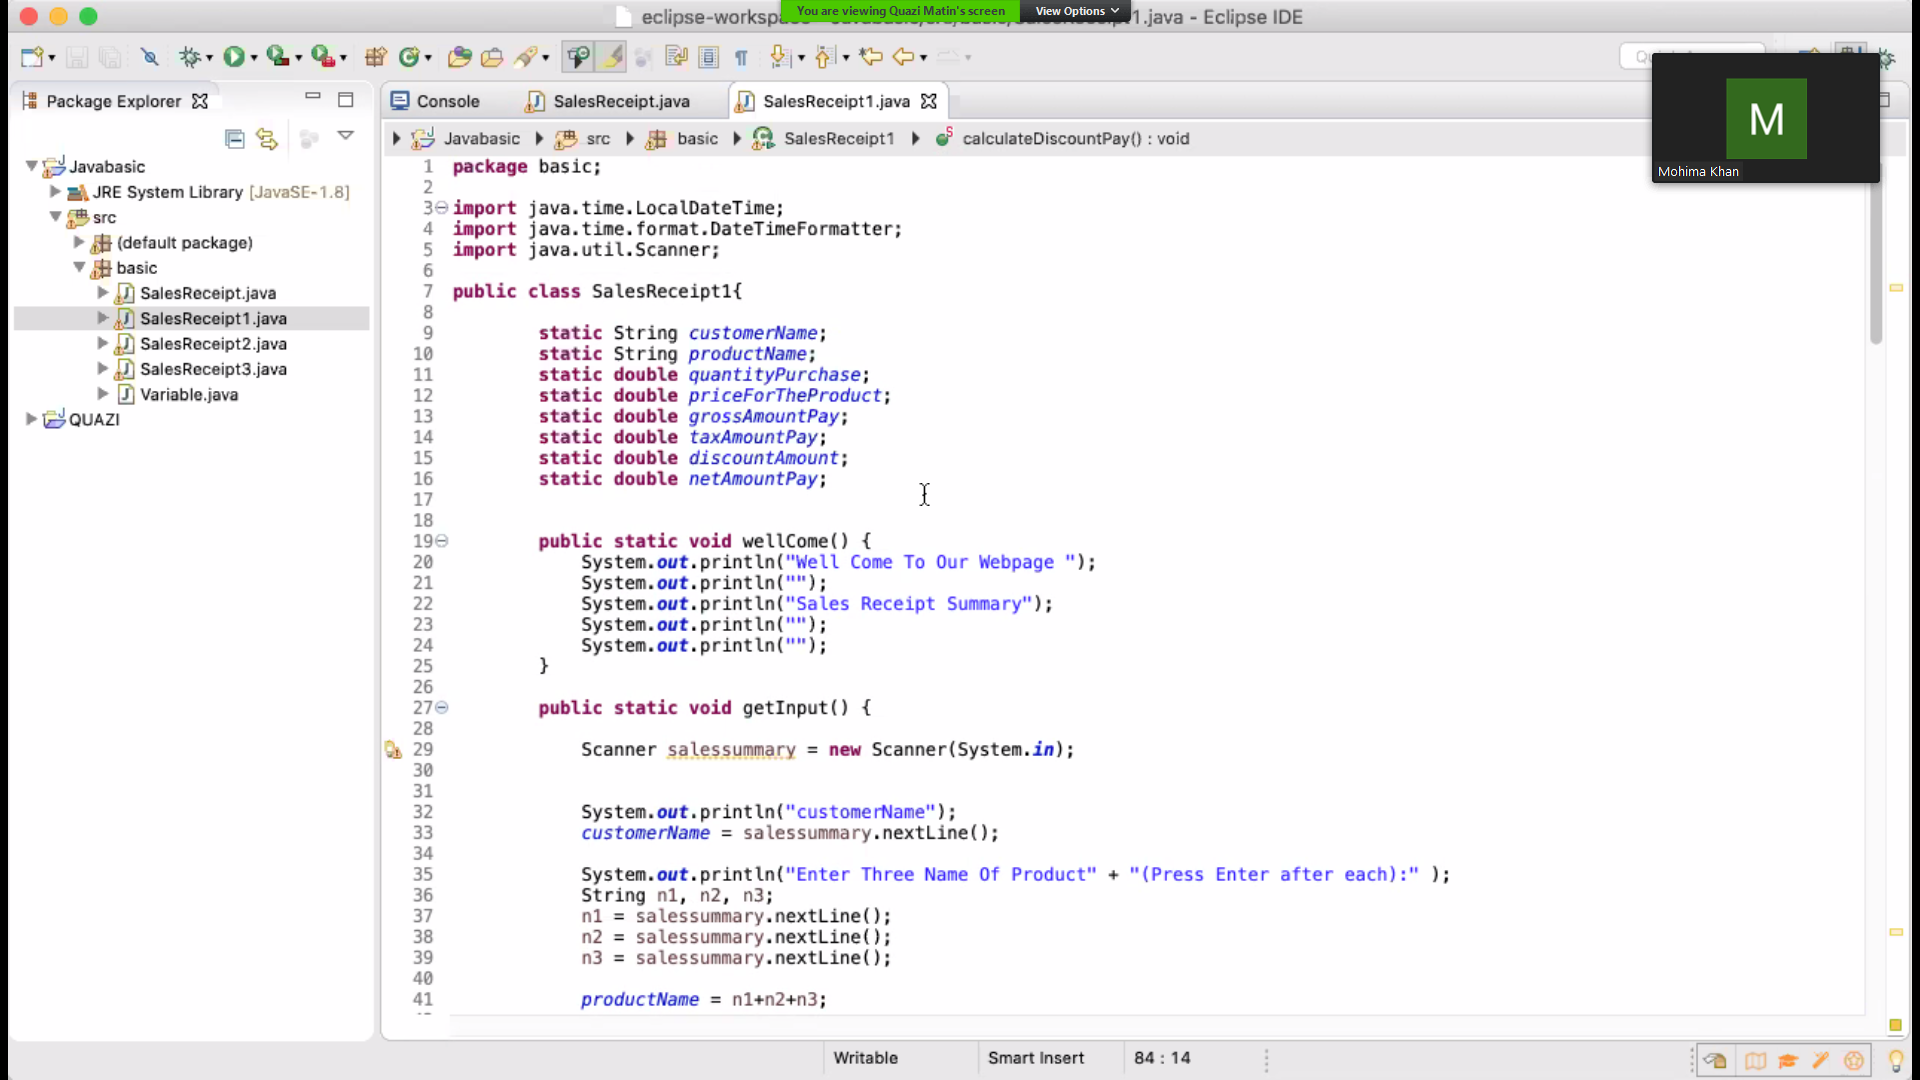 eclipse-workspa
You are viewing Quazi Matin's screen
View Options
1.java - Eclipse IDE
Package Explorer
Console
SalesReceipt.java
SalesReceipt1.java
Javabasic
src
basic
SalesReceipt1
calculateDiscountPay() : void
M
Mohima Khan
Javabasic
JRE System Library [JavaSE-1.8]
src
(default package)
basic
SalesReceipt.java
SalesReceipt1.java
SalesReceipt2.java
SalesReceipt3.java
Variable.java
QUAZI
1 package basic;
2
3 import java.time.LocalDateTime;
4 import java.time.format.DateTimeFormatter;
5 import java.util.Scanner;
6
7 public class SalesReceipt1{
8
9 static String customerName;
10 static String productName;
11 static double quantityPurchase;
12 static double priceForTheProduct;
13 static double grossAmountPay;
14 static double taxAmountPay;
15 static double discountAmount;
16 static double netAmountPay;
17
18
19 public static void wellCome() {
20 System.out.println("Well Come To Our Webpage ");
21 System.out.println("");
22 System.out.println("Sales Receipt Summary");
23 System.out.println("");
24 System.out.println("");
25 }
26
27 public static void getInput() {
28
29 Scanner salessummary = new Scanner(System.in);
30
31
32 System.out.println("customerName");
33 customerName = salessummary.nextLine();
34
35 System.out.println("Enter Three Name Of Product" + "(Press Enter after each):" );
36 String n1, n2, n3;
37 n1 = salessummary.nextLine();
38 n2 = salessummary.nextLine();
39 n3 = salessummary.nextLine();
40
41 productName = n1+n2+n3;
Writable
Smart Insert
84 : 14